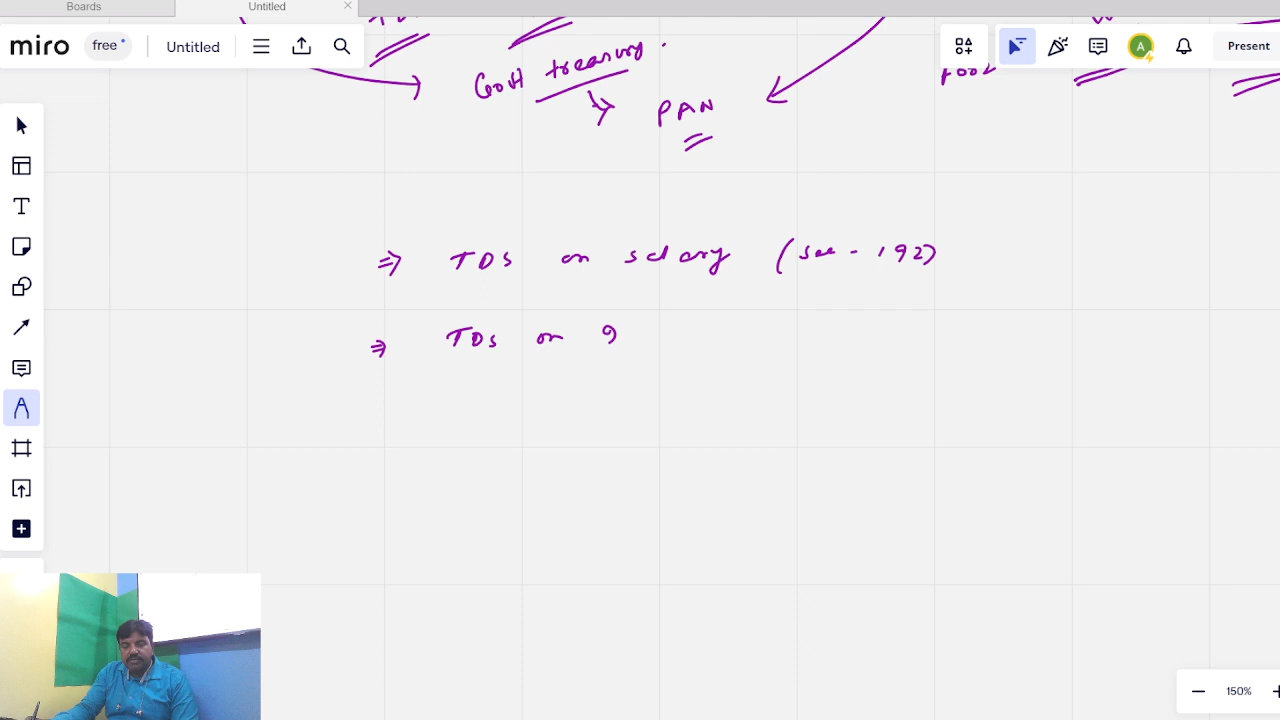 Boards Untitled
miro free Untitled Present
Govt treasury.
PAN
⇒ TDS on salary (sec - 192)
⇒ TDS on
150%